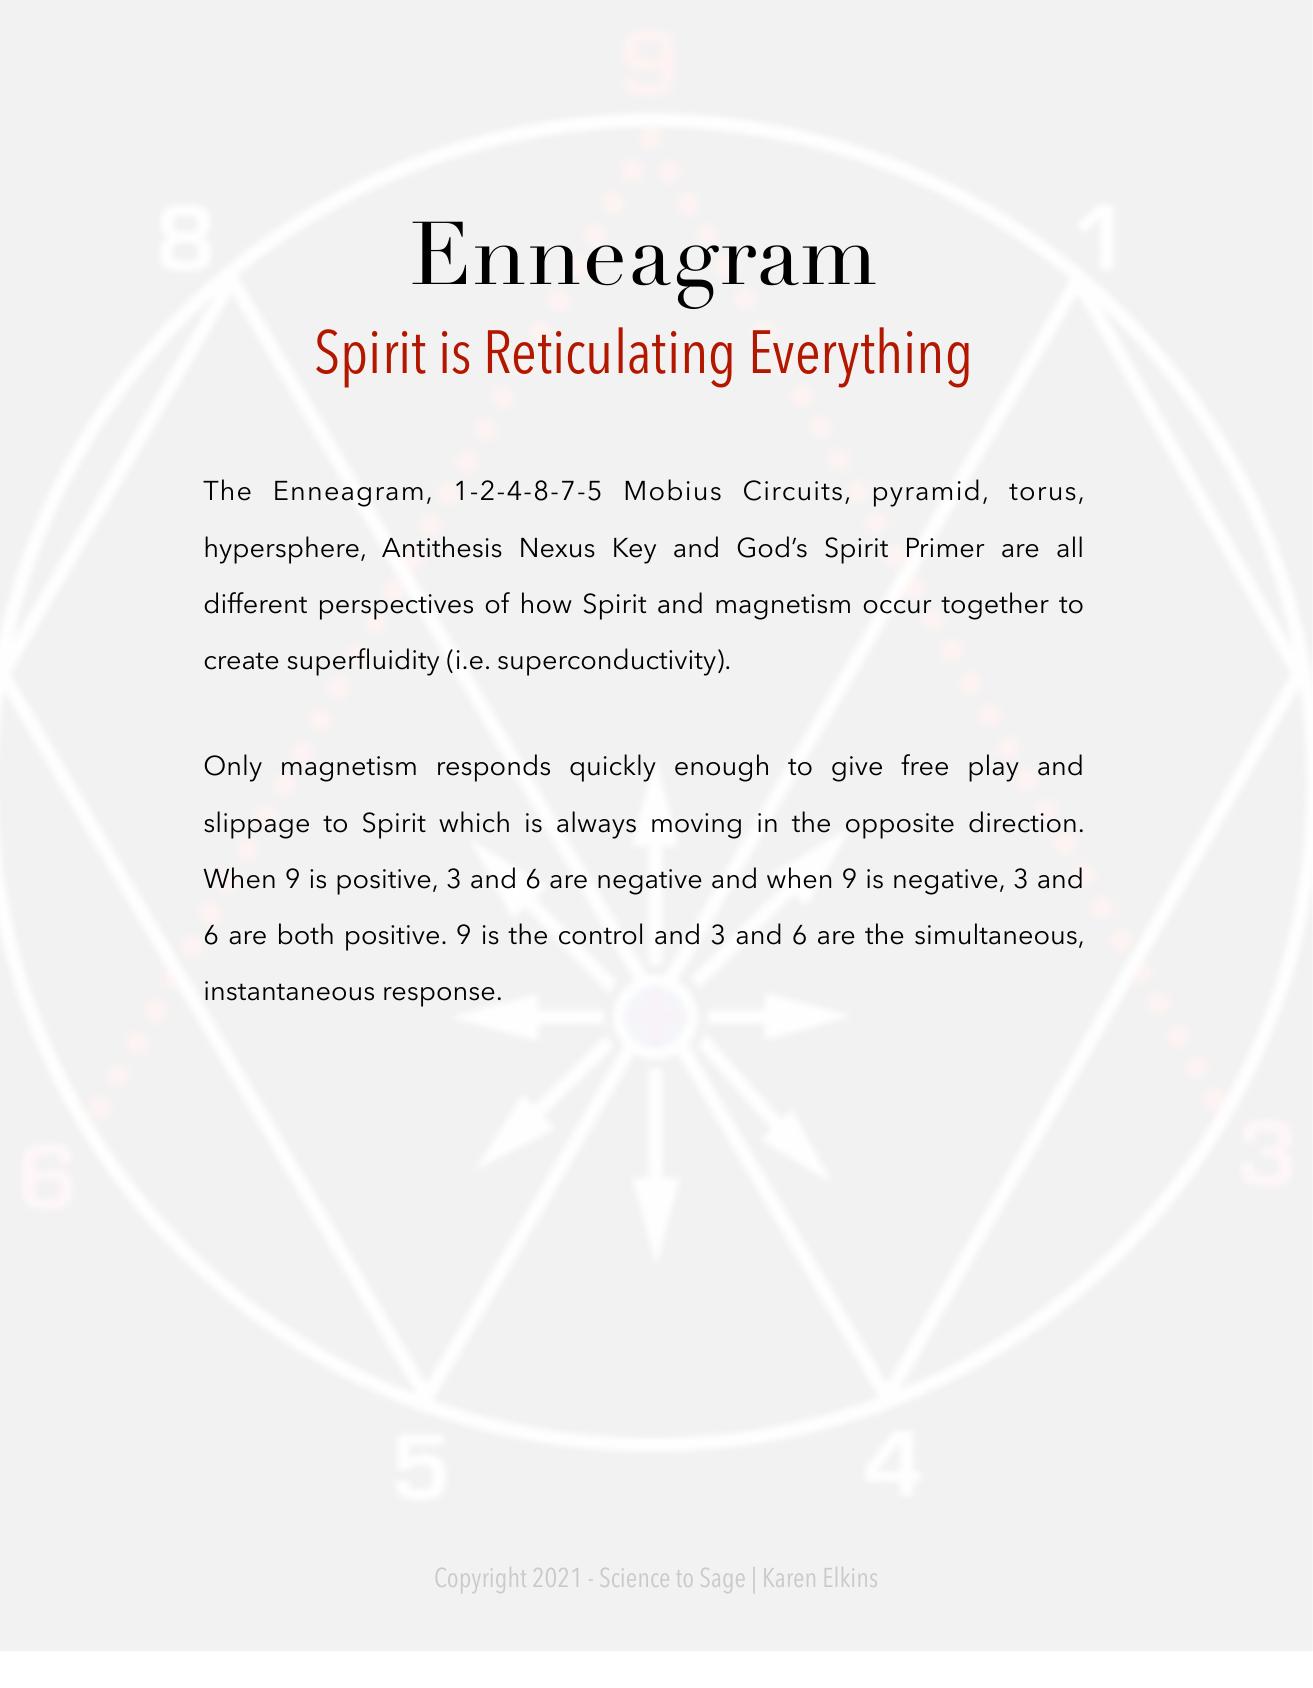 9
8
1
Enneagram
Spirit is Reticulating Everything
The Enneagram, 1-2-4-8-7-5 Mobius Circuits, pyramid, torus,
hypersphere, Antithesis Nexus Key and God’s Spirit Primer are all
different perspectives of how Spirit and magnetism occur together to
create superfluidity (i.e. superconductivity).
Only magnetism responds quickly enough to give free play and
slippage to Spirit which is always moving in the opposite direction.
When 9 is positive, 3 and 6 are negative and when 9 is negative, 3 and
6 are both positive. 9 is the control and 3 and 6 are the simultaneous,
instantaneous response.
6
3
5
4
Copyright 2021 - Science to Sage | Karen Elkins